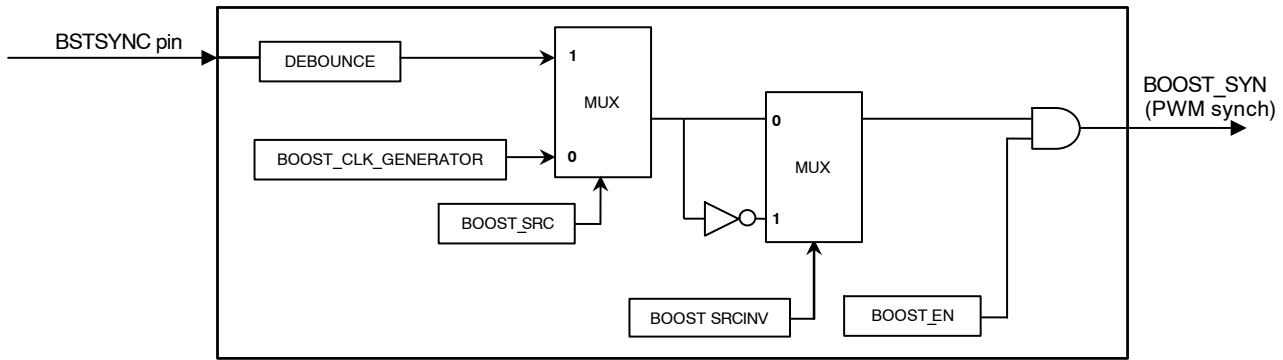 BSTSYNC pin
DEBOUNCE
1
MUX
BOOST_CLK_GENERATOR
0
BOOST_SRC
0
MUX
1
BOOST SRCINV
BOOST_EN
BOOST_SYN
(PWM synch)